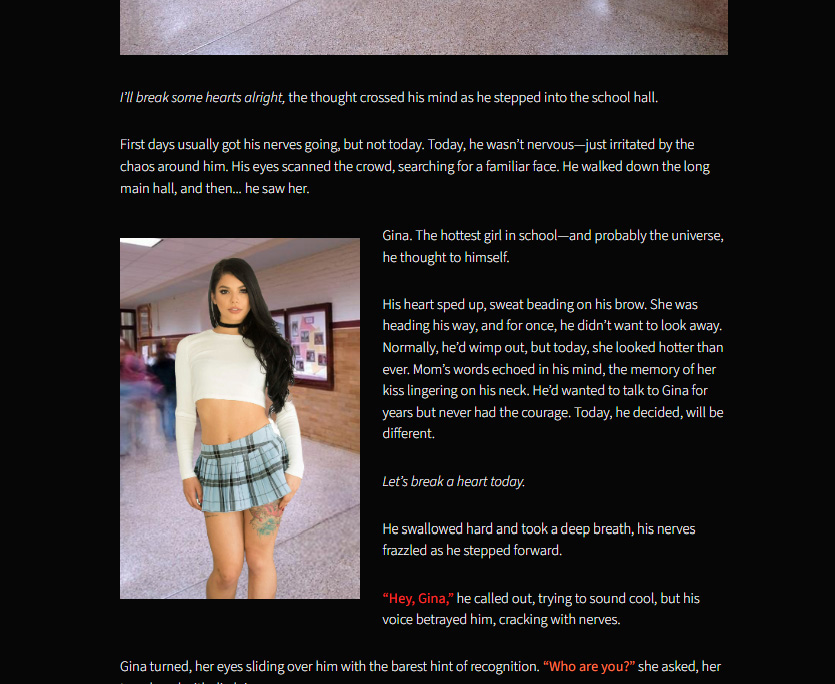 I’ll break some hearts alright, the thought crossed his mind as he stepped into the school hall.
First days usually got his nerves going, but not today. Today, he wasn’t nervous—just irritated by the
chaos around him. His eyes scanned the crowd, searching for a familiar face. He walked down the long
main hall, and then... he saw her.
Gina. The hottest girl in school—and probably the universe,
he thought to himself.
His heart sped up, sweat beading on his brow. She was
heading his way, and for once, he didn’t want to look away.
Normally, he’d wimp out, but today, she looked hotter than
ever. Mom’s words echoed in his mind, the memory of her
kiss lingering on his neck. He’d wanted to talk to Gina for
years but never had the courage. Today, he decided, will be
different.
Let’s break a heart today.
He swallowed hard and took a deep breath, his nerves
frazzled as he stepped forward.
“Hey, Gina,” he called out, trying to sound cool, but his
voice betrayed him, cracking with nerves.
Gina turned, her eyes sliding over him with the barest hint of recognition. “Who are you?” she asked, her